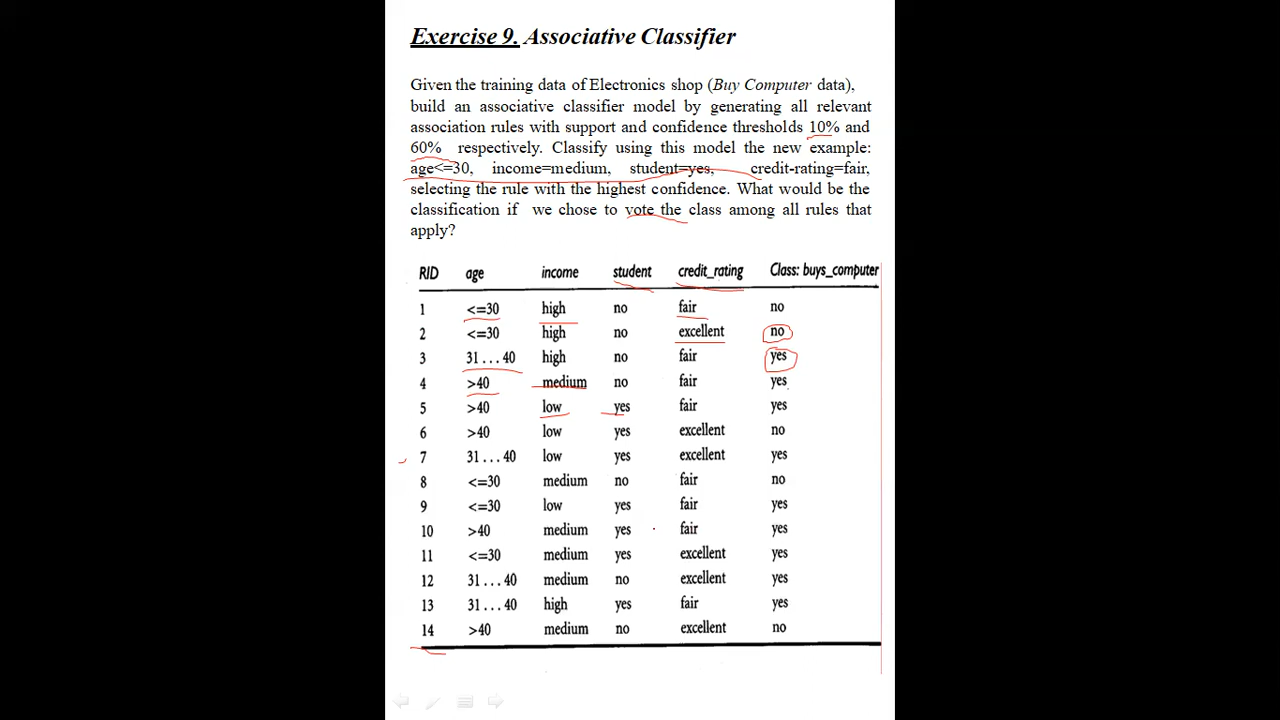 Exercise 9. Associative Classifier
Given the training data of Electronics shop (Buy Computer data),
build an associative classifier model by generating all relevant
association rules with support and confidence thresholds 10% and
60% respectively. Classify using this model the new example:
age<=30, income=medium, student=yes, credit-rating=fair,
selecting the rule with the highest confidence. What would be the
classification if we chose to vote the class among all rules that
apply?
RID age income student credit_rating Class: buys_computer
1 <=30 high no fair no
2 <=30 high no excellent no
3 31...40 high no fair yes
4 >40 medium no fair yes
5 >40 low yes fair yes
6 >40 low yes excellent no
7 31...40 low yes excellent yes
8 <=30 medium no fair no
9 <=30 low yes fair yes
10 >40 medium yes fair yes
11 <=30 medium yes excellent yes
12 31...40 medium no excellent yes
13 31...40 high yes fair yes
14 >40 medium no excellent no